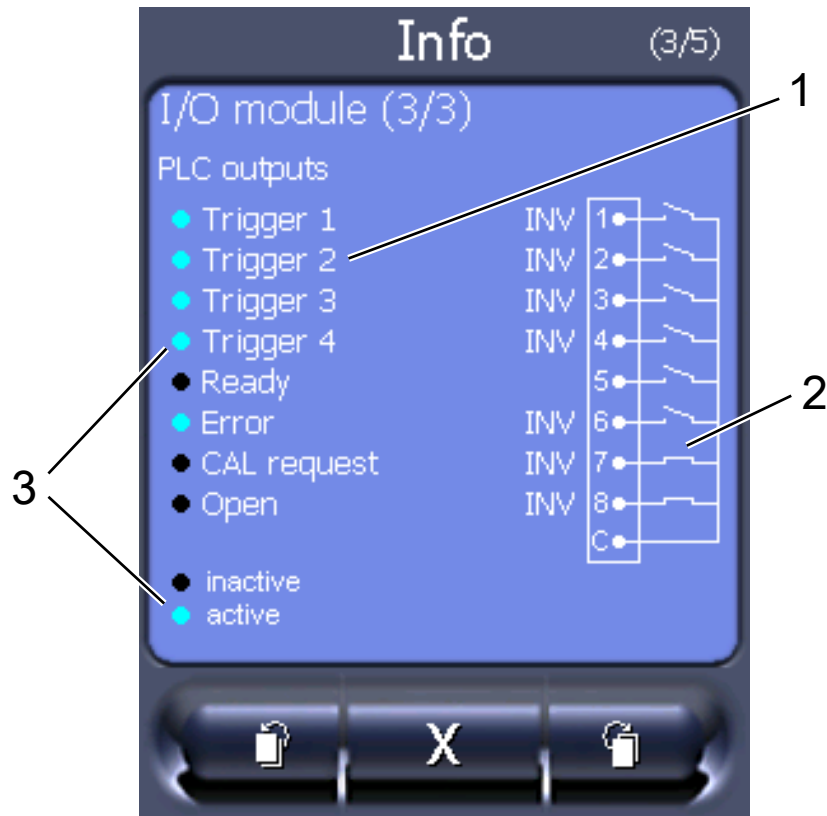 Info (3/5)
I/O module (3/3)
1
PLC outputs
Trigger 1 INV 1
Trigger 2 INV 2
Trigger 3 INV 3
Trigger 4 INV 4
Ready 5
Error INV 6
2
CAL request INV 7
3
Open INV 8
C
inactive
active
X